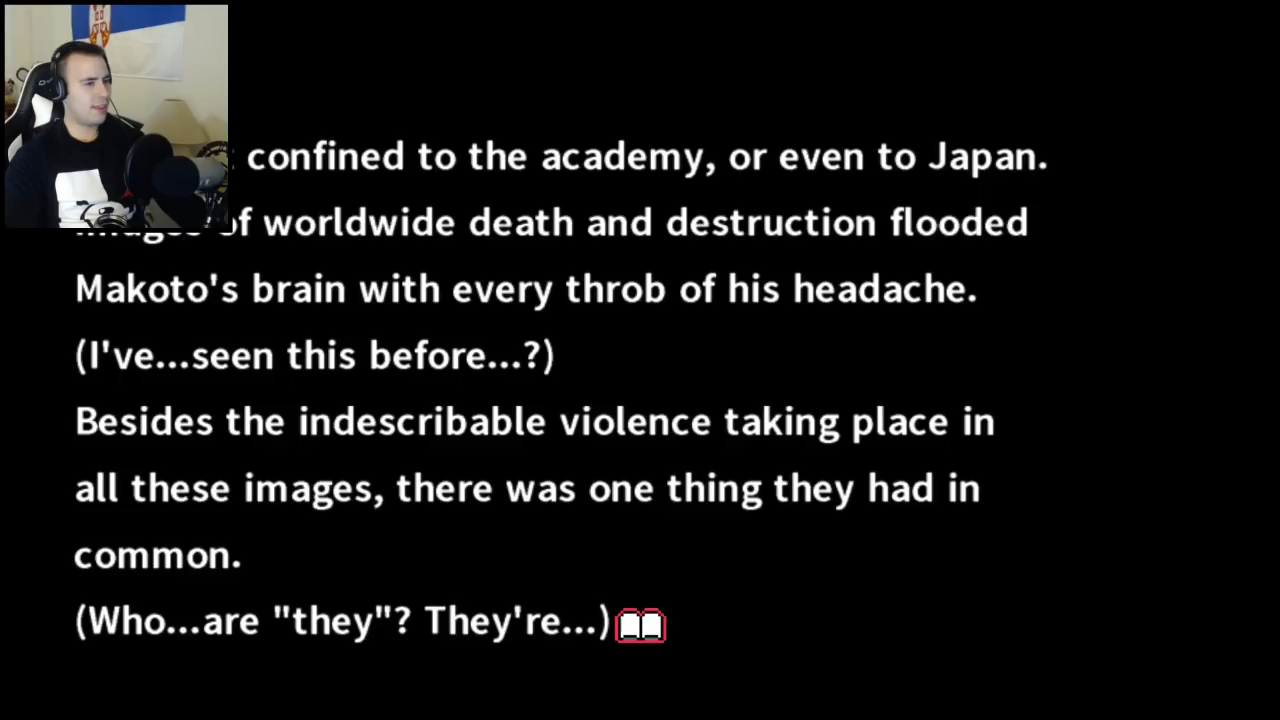 confined to the academy, or even to Japan.
of worldwide death and destruction flooded
Makoto's brain with every throb of his headache.
(I've...seen this before...?)
Besides the indescribable violence taking place in
all these images, there was one thing they had in
common.
(Who...are "they"? They're...)